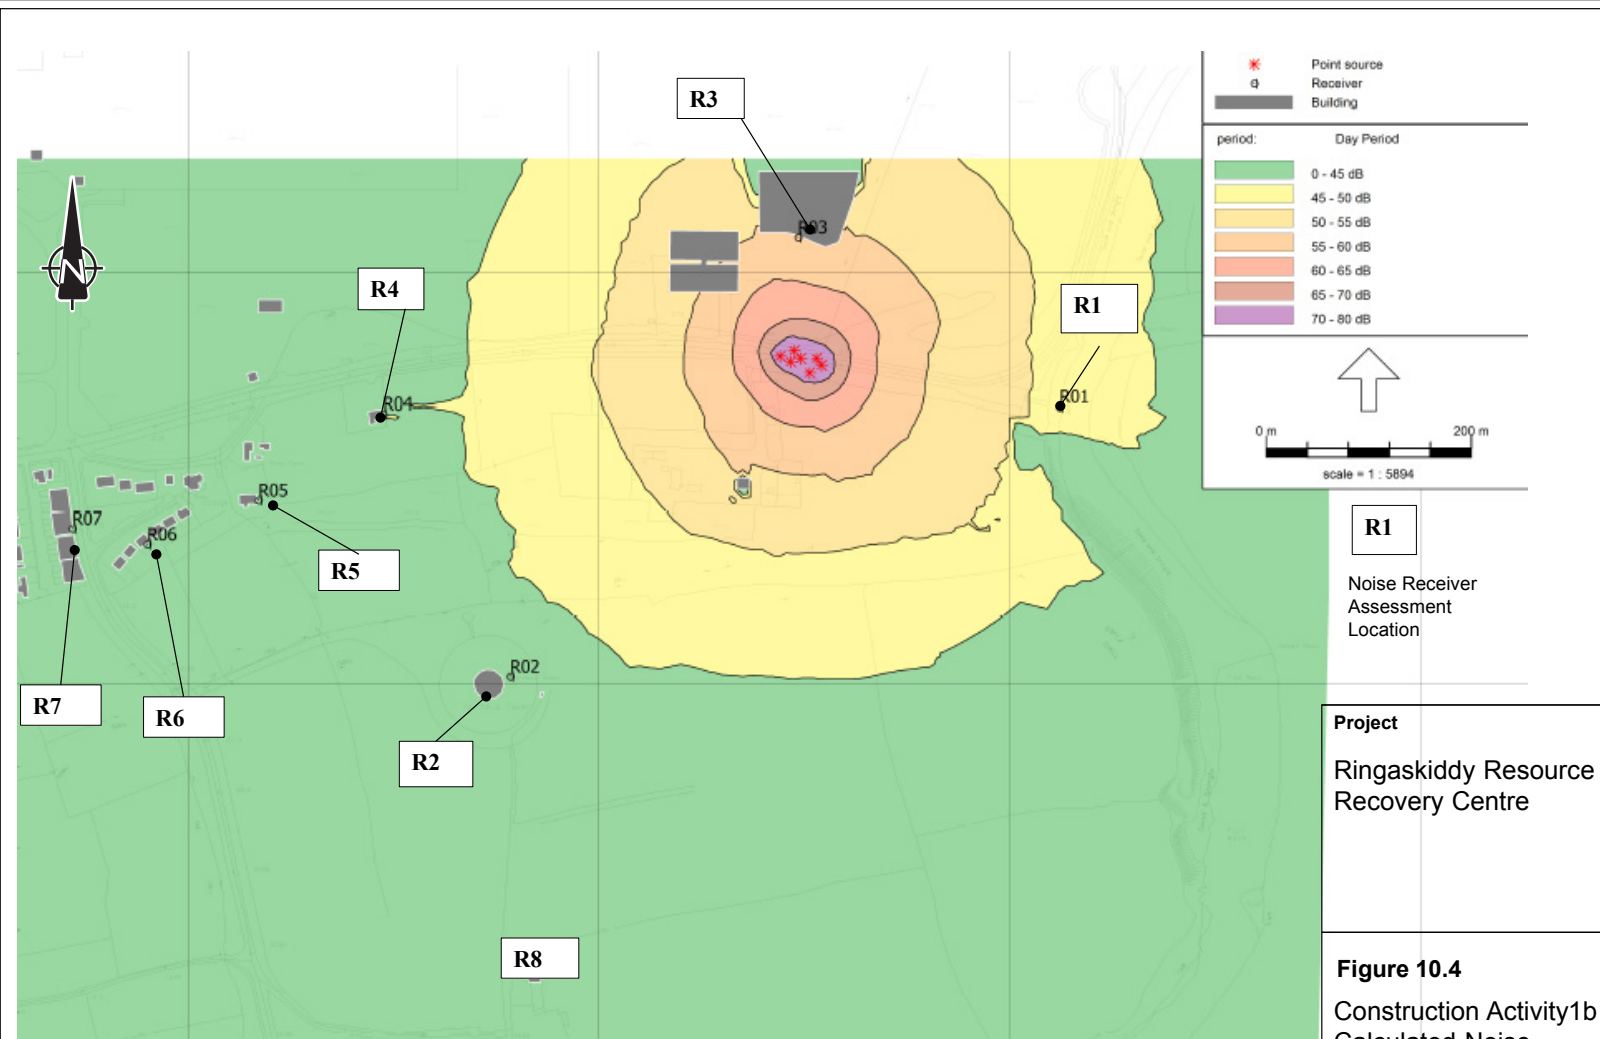 R3
Point source
Receiver
Building
period: Day Period
0 - 45 dB
45 - 50 dB
50 - 55 dB
55 - 60 dB
60 - 65 dB
65 - 70 dB
70 - 80 dB
R03
N
R4
R1
R04
R01
0 m 200 m
scale = 1 : 5894
R05
R07
R06
R5
R1
Noise Receiver
Assessment
Location
R02
R7
R6
R2
Project
Ringaskiddy Resource
Recovery Centre
R8
Figure 10.4
Construction Activity1b
Calculated Noise